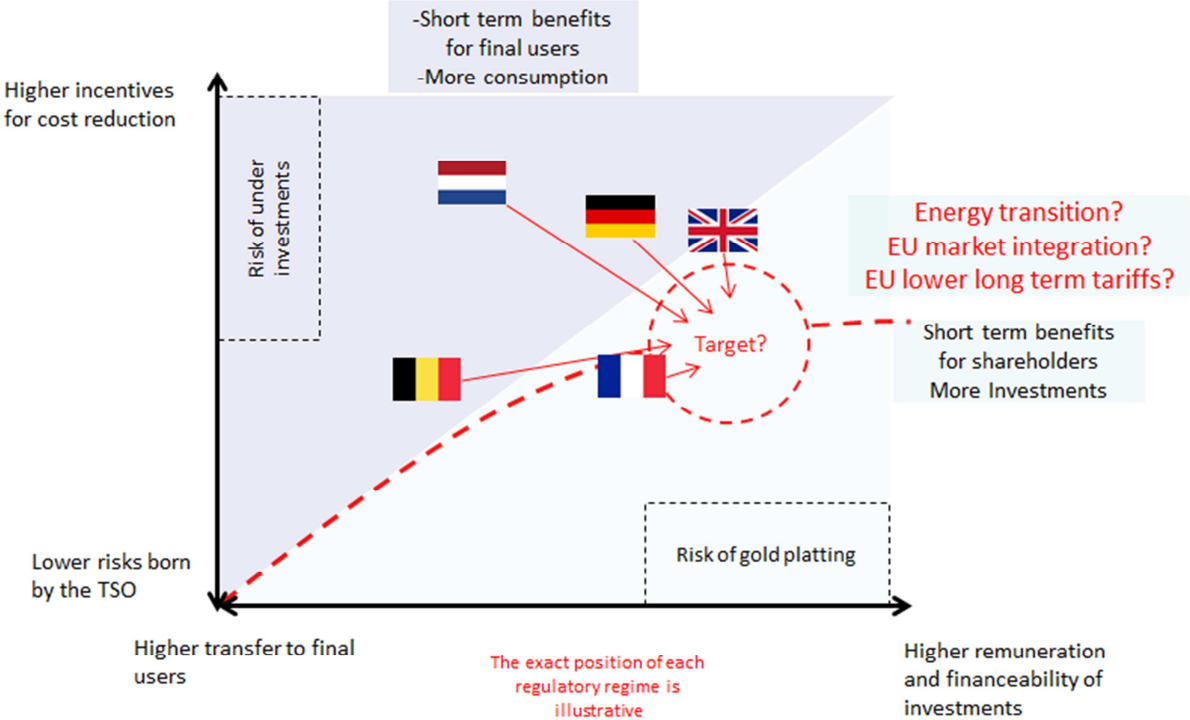 -Short term benefits
for final users
-More consumption
Higher incentives
for cost reduction
Risk of under
investments
Energy transition?
EU market integration?
EU lower long term tariffs?
Target?
Short term benefits
for shareholders
More Investments
Risk of gold platting
Lower risks born
by the TSO
Higher transfer to final
users
The exact position of each
regulatory regime is
illustrative
Higher remuneration
and financeability of
investments